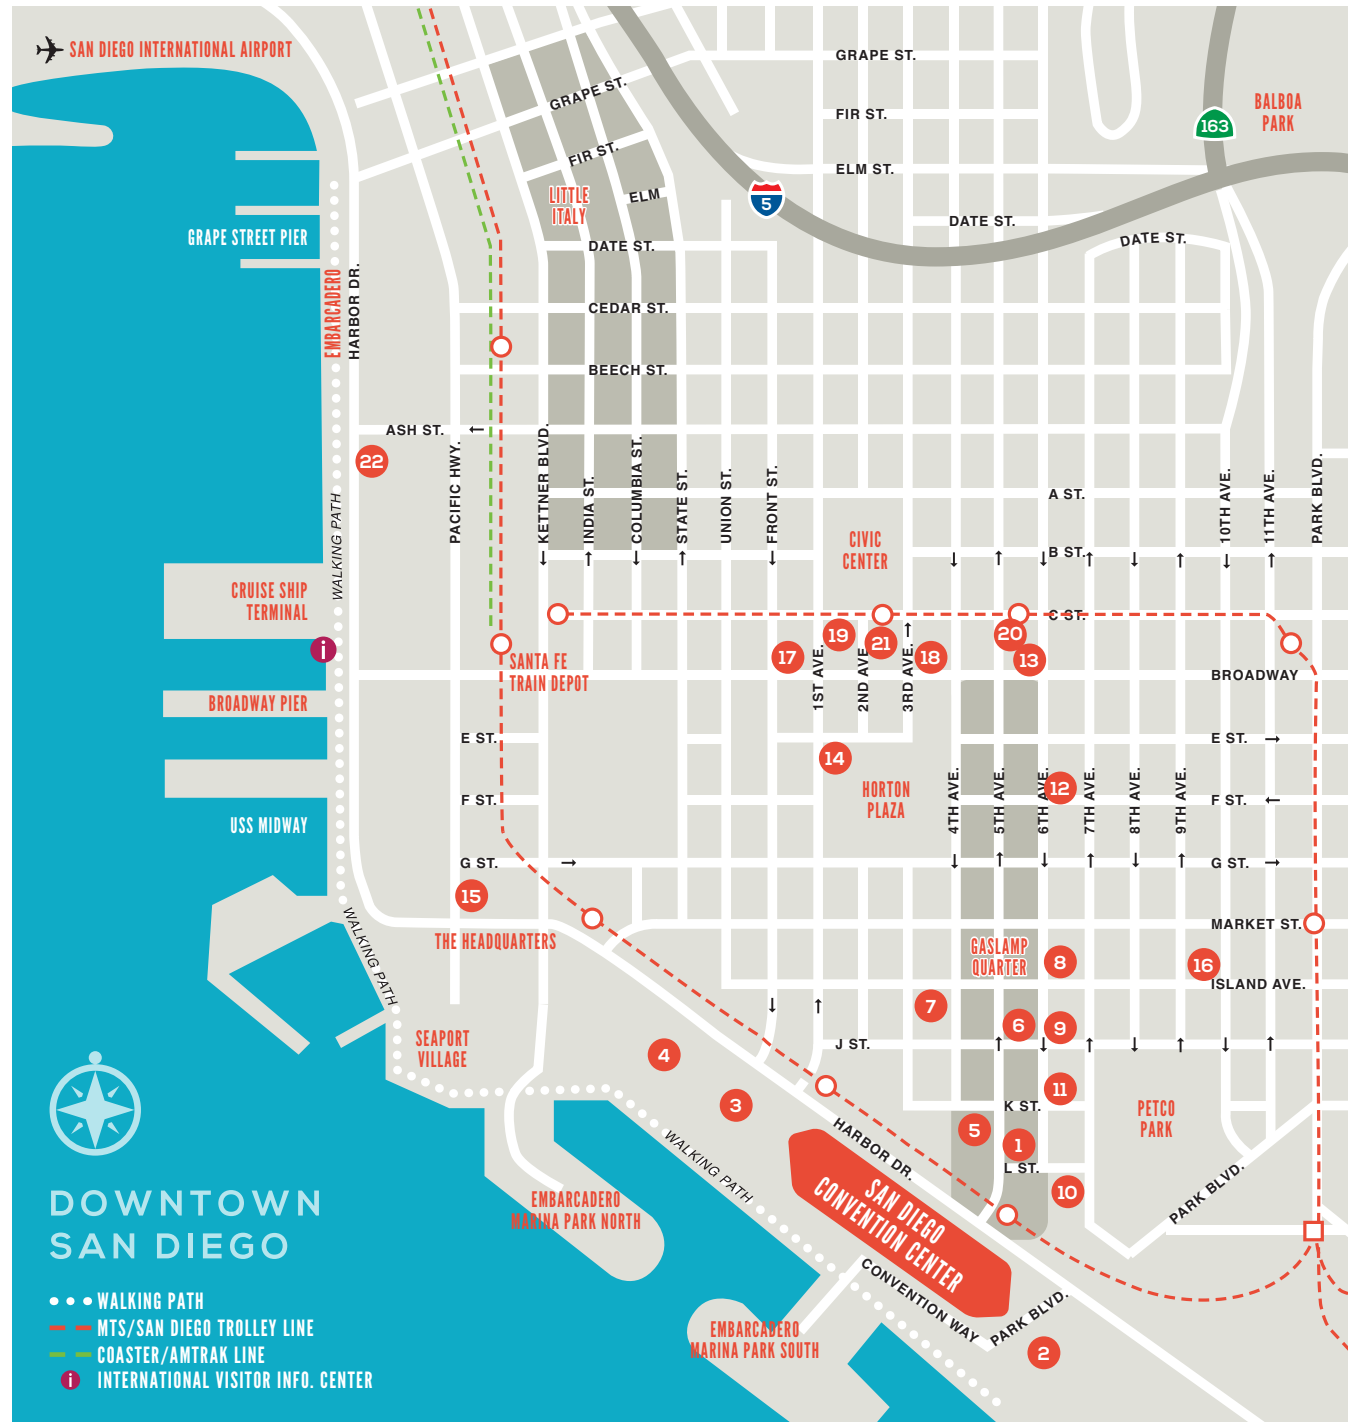 SAN DIEGO INTERNATIONAL AIRPORT
GRAPE ST.
GRAPE ST.
FIR ST.
FIR ST.
ELM ST.
ELM
163
BALBOA
PARK
5
LITTLE
ITALY
DATE ST.
DATE ST.
DATE ST.
GRAPE STREET PIER
EMBARCADERO
HARBOR DR.
CEDAR ST.
BEECH ST.
ASH ST.
22
WALKING PATH
PACIFIC HWY.
KETTNER BLVD.
INDIA ST.
COLUMBIA ST.
STATE ST.
UNION ST.
FRONT ST.
A ST.
10TH AVE.
11TH AVE.
PARK BLVD.
CIVIC
CENTER
B ST.
CRUISE SHIP
TERMINAL
C ST.
i
SANTA FE
TRAIN DEPOT
17
19
21
18
20
13
1ST AVE.
2ND AVE
3RD AVE.
BROADWAY
BROADWAY PIER
E ST.
E ST.
14
HORTON
PLAZA
4TH AVE.
5TH AVE.
6TH AVE.
12
7TH AVE.
8TH AVE.
9TH AVE.
F ST.
F ST.
USS MIDWAY
G ST.
G ST.
15
THE HEADQUARTERS
MARKET ST.
WALKING PATH
GASLAMP
QUARTER
8
16
ISLAND AVE.
7
6
9
SEAPORT
VILLAGE
J ST.
4
3
11
K ST.
5
1
PETCO
PARK
L ST.
10
HARBOR DR.
WALKING PATH
SAN DIEGO
CONVENTION CENTER
PARK BLVD.
EMBARCADERO
MARINA PARK NORTH
CONVENTION WAY
PARK BLVD.
2
EMBARCADERO
MARINA PARK SOUTH
DOWNTOWN
SAN DIEGO
WALKING PATH
MTS/SAN DIEGO TROLLEY LINE
COASTER/AMTRAK LINE
i INTERNATIONAL VISITOR INFO. CENTER